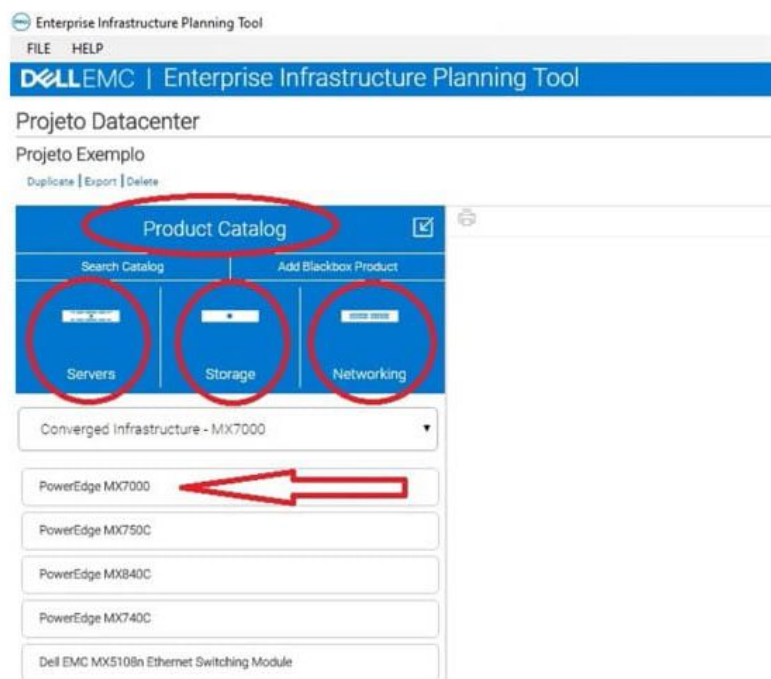 Enterprise Infrastructure Planning Tool
FILE HELP
DELLEMC | Enterprise Infrastructure Planning Tool
Projeto Datacenter
Projeto Exemplo
Duplicate | Export | Delete
Product Catalog
Search Catalog Add Blackbox Product
Servers Storage Networking
Converged Infrastructure - MX7000
PowerEdge MX7000
PowerEdge MX750C
PowerEdge MX840C
PowerEdge MX740C
Dell EMC MX5108n Ethernet Switching Module